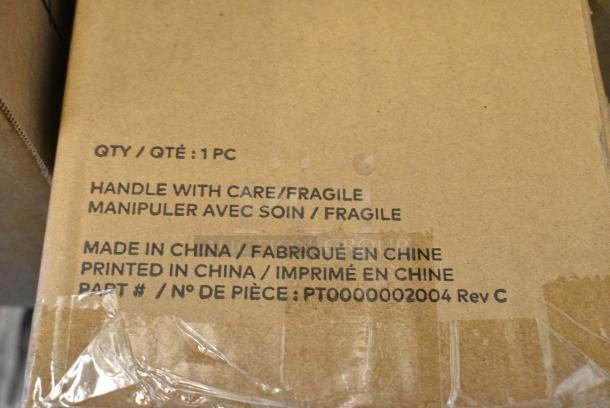 QTY / QTÉ : 1 PC
HANDLE WITH CARE/FRAGILE
MANIPULER AVEC SOIN / FRAGILE
MADE IN CHINA / FABRIQUÉ EN CHINE
PRINTED IN CHINA / IMPRIMÉ EN CHINE
PART # / Nº DE PIÈCE : PT0000002004 Rev C